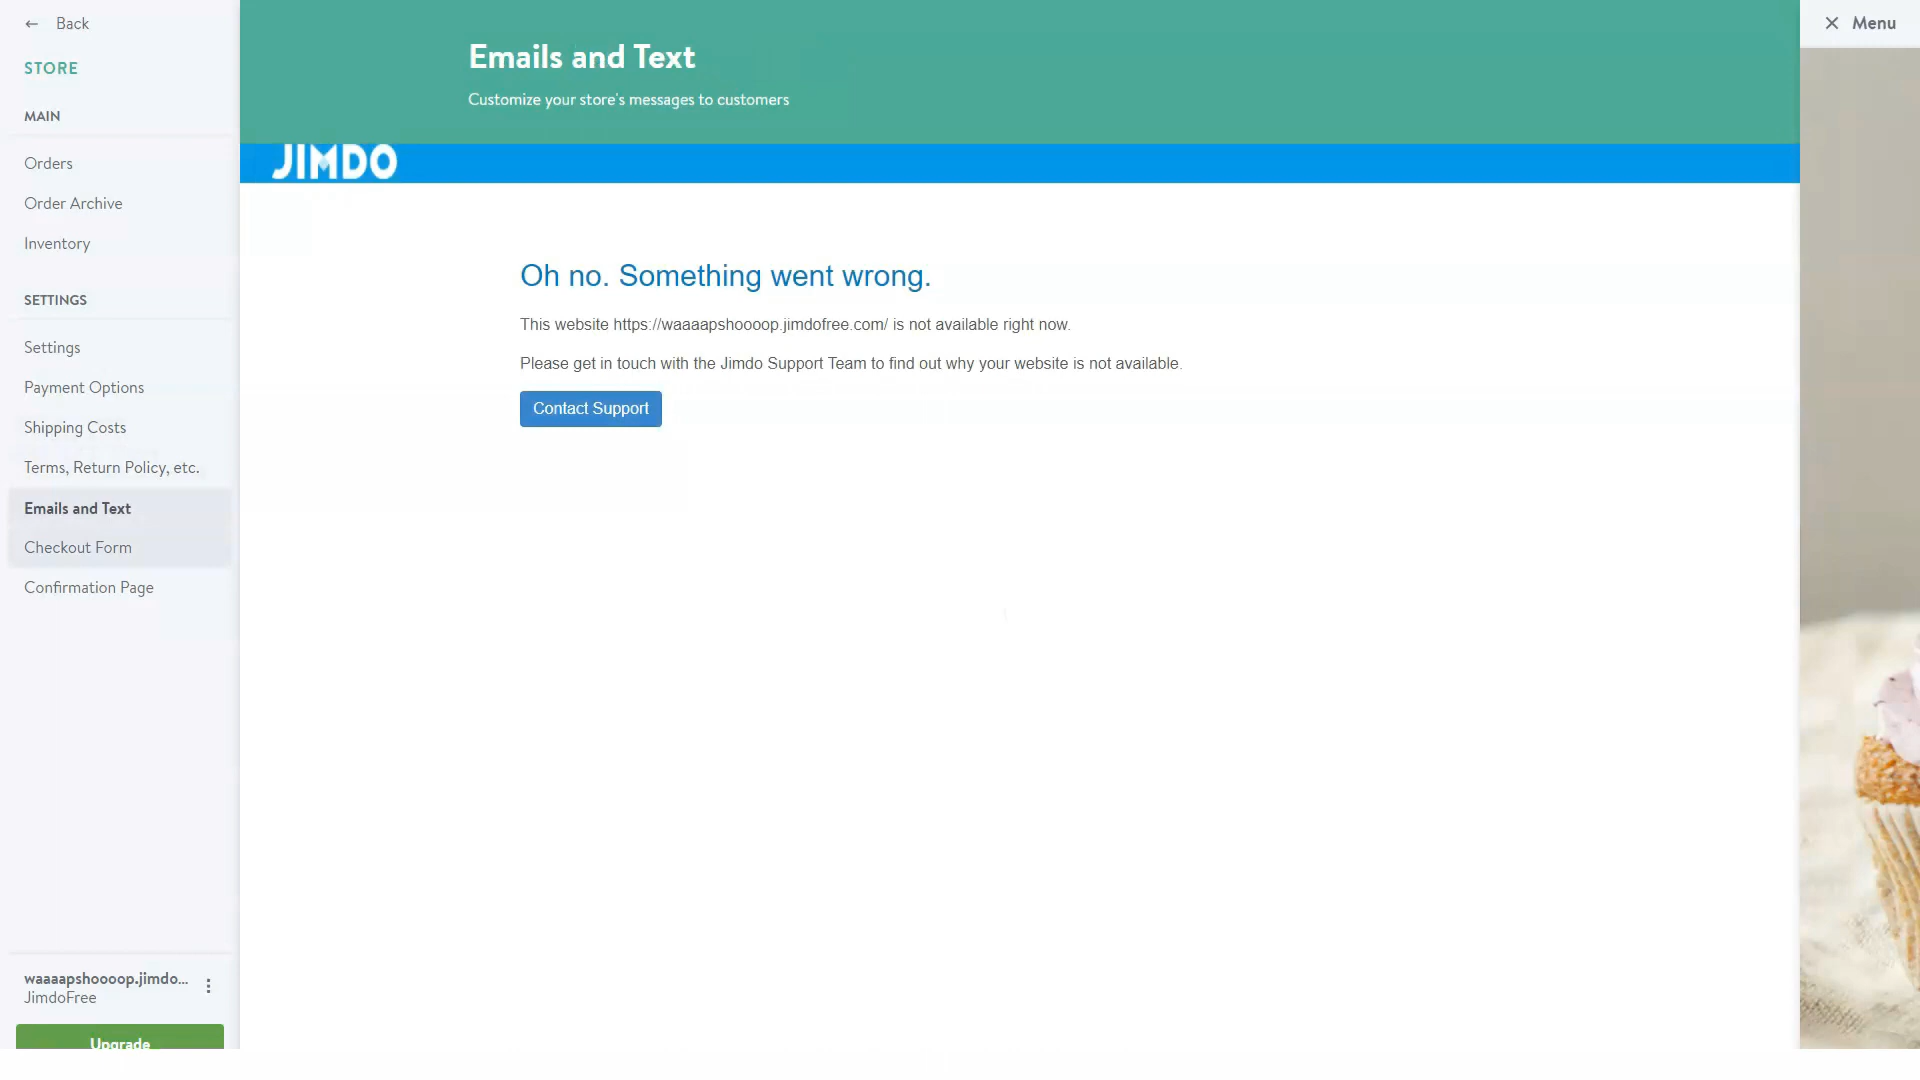 Back
STORE
MAIN
Orders
Order Archive
Inventory
SETTINGS
Settings
Payment Options
Shipping Costs
Terms, Return Policy, etc.
Emails and Text
Checkout Form
Confirmation Page
waaaapshoooop.jimdo...
JimdoFree
Upgrade
Emails and Text
Customize your store's messages to customers
JIMDO
Oh no. Something went wrong.
This website https://waaaapshoooop.jimdofree.com/ is not available right now.
Please get in touch with the Jimdo Support Team to find out why your website is not available.
Contact Support
Menu